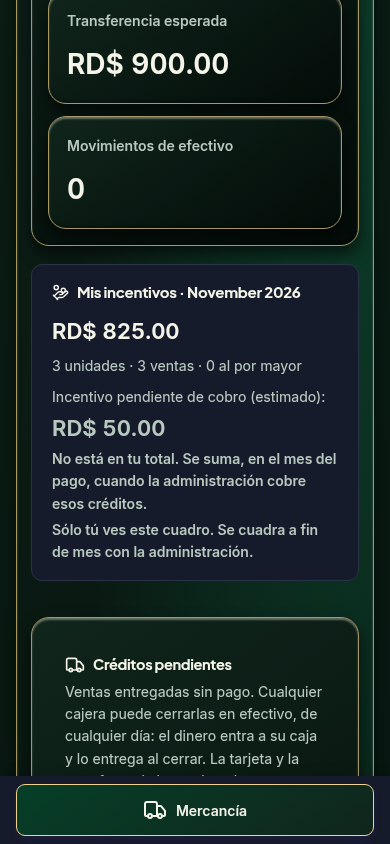 Transferencia esperada
RD$ 900.00
Movimientos de efectivo
0
Mis incentivos · November 2026
RD$ 825.00
3 unidades · 3 ventas · 0 al por mayor
Incentivo pendiente de cobro (estimado):
RD$ 50.00
No está en tu total. Se suma, en el mes del
pago, cuando la administración cobre
esos créditos.
Sólo tú ves este cuadro. Se cuadra a fin
de mes con la administración.
Créditos pendientes
Ventas entregadas sin pago. Cualquier
cajera puede cerrarlas en efectivo, de
cualquier día: el dinero entra a su caja
y lo entrega al cerrar. La tarjeta y la
Mercancía